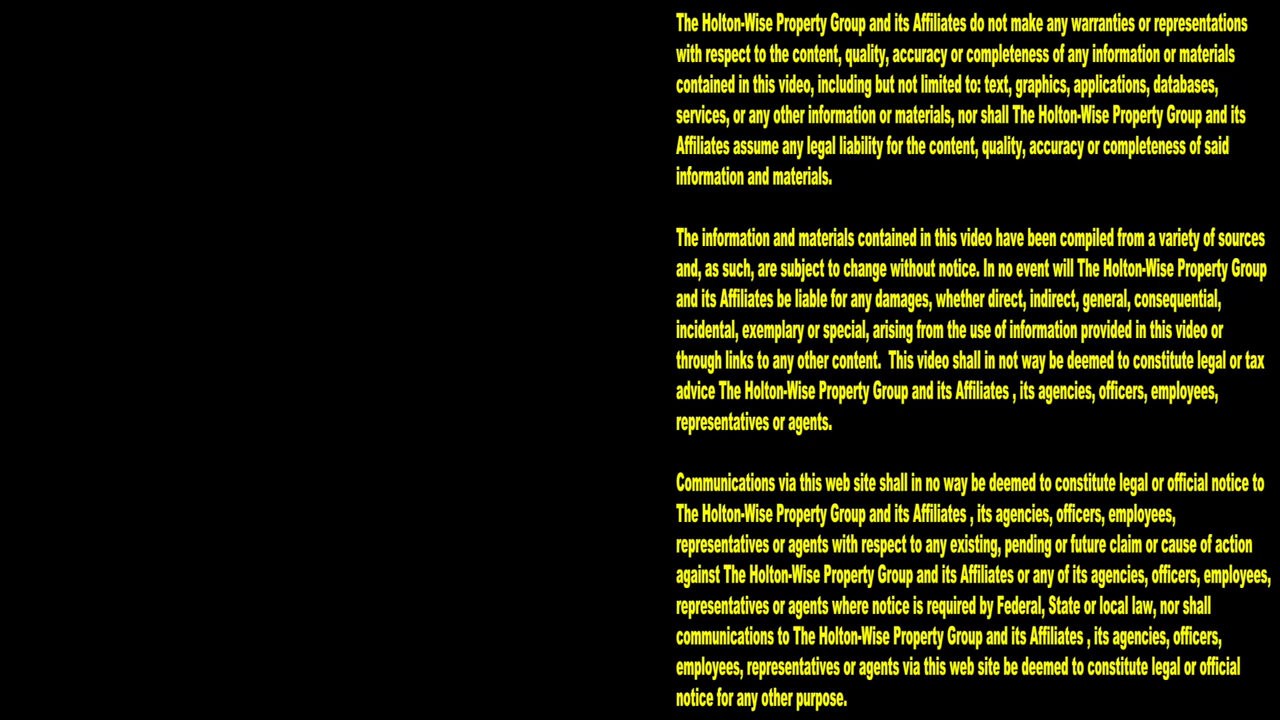 The Holton-Wise Property Group and its Affiliates do not make any warranties or representations
with respect to the content, quality, accuracy or completeness of any information or materials
contained in this video, including but not limited to: text, graphics, applications, databases,
services, or any other information or materials, nor shall The Holton-Wise Property Group and its
Affiliates assume any legal liability for the content, quality, accuracy or completeness of said
information and materials.
The information and materials contained in this video have been compiled from a variety of sources
and, as such, are subject to change without notice. In no event will The Holton-Wise Property Group
and its Affiliates be liable for any damages, whether direct, indirect, general, consequential,
incidental, exemplary or special, arising from the use of information provided in this video or
through links to any other content.  This video shall in not way be deemed to constitute legal or tax
advice The Holton-Wise Property Group and its Affiliates , its agencies, officers, employees,
representatives or agents.
Communications via this web site shall in no way be deemed to constitute legal or official notice to
The Holton-Wise Property Group and its Affiliates , its agencies, officers, employees,
representatives or agents with respect to any existing, pending or future claim or cause of action
against The Holton-Wise Property Group and its Affiliates or any of its agencies, officers, employees,
representatives or agents where notice is required by Federal, State or local law, nor shall
communications to The Holton-Wise Property Group and its Affiliates , its agencies, officers,
employees, representatives or agents via this web site be deemed to constitute legal or official
notice for any other purpose.